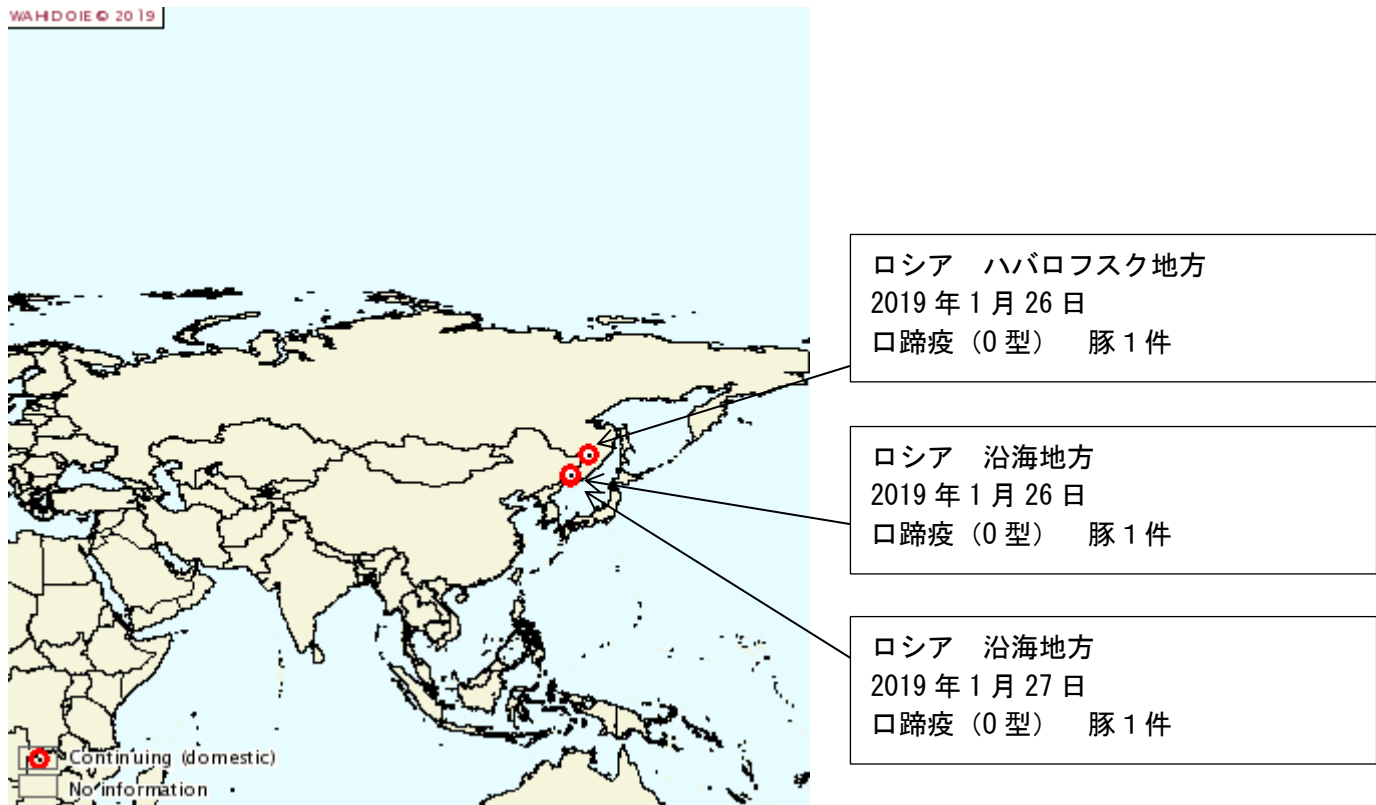 WAHIDOIE © 2019
ロシア　ハバロフスク地方
2019 年 1 月 26 日
口蹄疫（O 型）　豚 1 件
ロシア　沿海地方
2019 年 1 月 26 日
口蹄疫（O 型）　豚 1 件
ロシア　沿海地方
2019 年 1 月 27 日
口蹄疫（O 型）　豚 1 件
Continuing (domestic)
No information